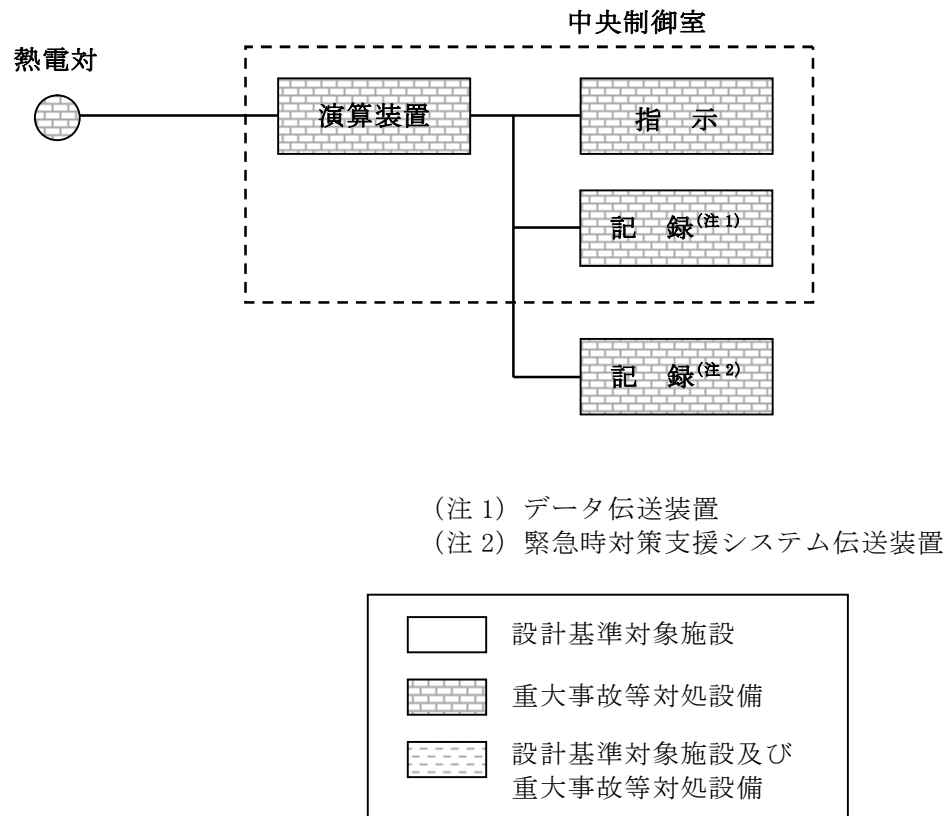 中央制御室
熱電対
演算装置
指 示
記 録(注1)
記 録(注2)
(注1) データ伝送装置
(注2) 緊急時対策支援システム伝送装置
設計基準対象施設
重大事故等対処設備
設計基準対象施設及び
重大事故等対処設備